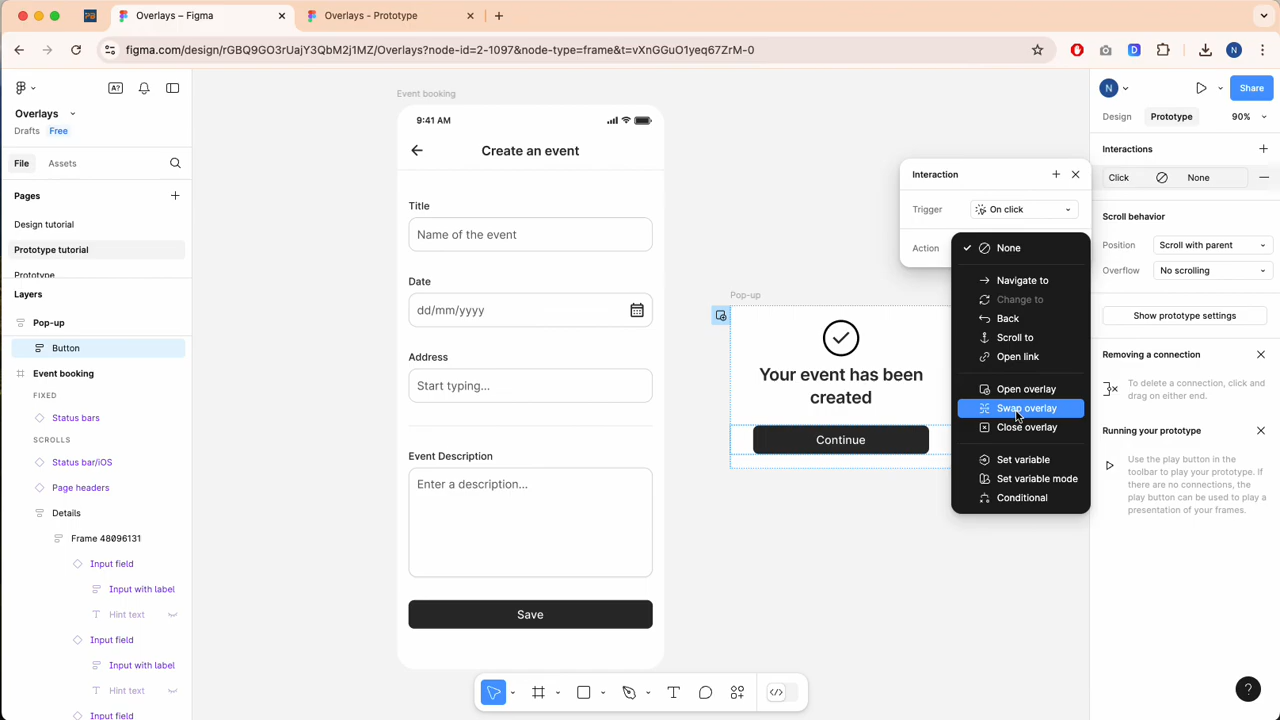 Overlays – Figma
Overlays - Prototype
figma.com/design/rGBQ9GO3rUajY3QbM2j1MZ/Overlays?node-id=2-1097&node-type=frame&t=vXnGGuO1yeq67ZrM-0
N
A?
Overlays
Drafts
Free
File
Assets
Pages
Design tutorial
Prototype tutorial
Prototype
Layers
Pop-up
Button
Event booking
FIXED
Status bars
SCROLLS
Status bar/iOS
Page headers
Details
Frame 48096131
Input field
Input with label
Hint text
Input field
Input with label
Hint text
Input field
Event booking
9:41 AM
Create an event
Title
Name of the event
Date
dd/mm/yyyy
Address
Start typing...
Event Description
Enter a description...
Save
Pop-up
Your event has been
created
Continue
Interaction
Trigger
On click
Action
None
Navigate to
Change to
Back
Scroll to
Open link
Open overlay
Swap overlay
Close overlay
Set variable
Set variable mode
Conditional
N
Share
Design
Prototype
90%
Interactions
Click
None
Scroll behavior
Position
Scroll with parent
Overflow
No scrolling
Show prototype settings
Removing a connection
To delete a connection, click and
drag on either end.
Running your prototype
Use the play button in the
toolbar to play your prototype. If
there are no connections, the
play button can be used to play a
presentation of your frames.
?